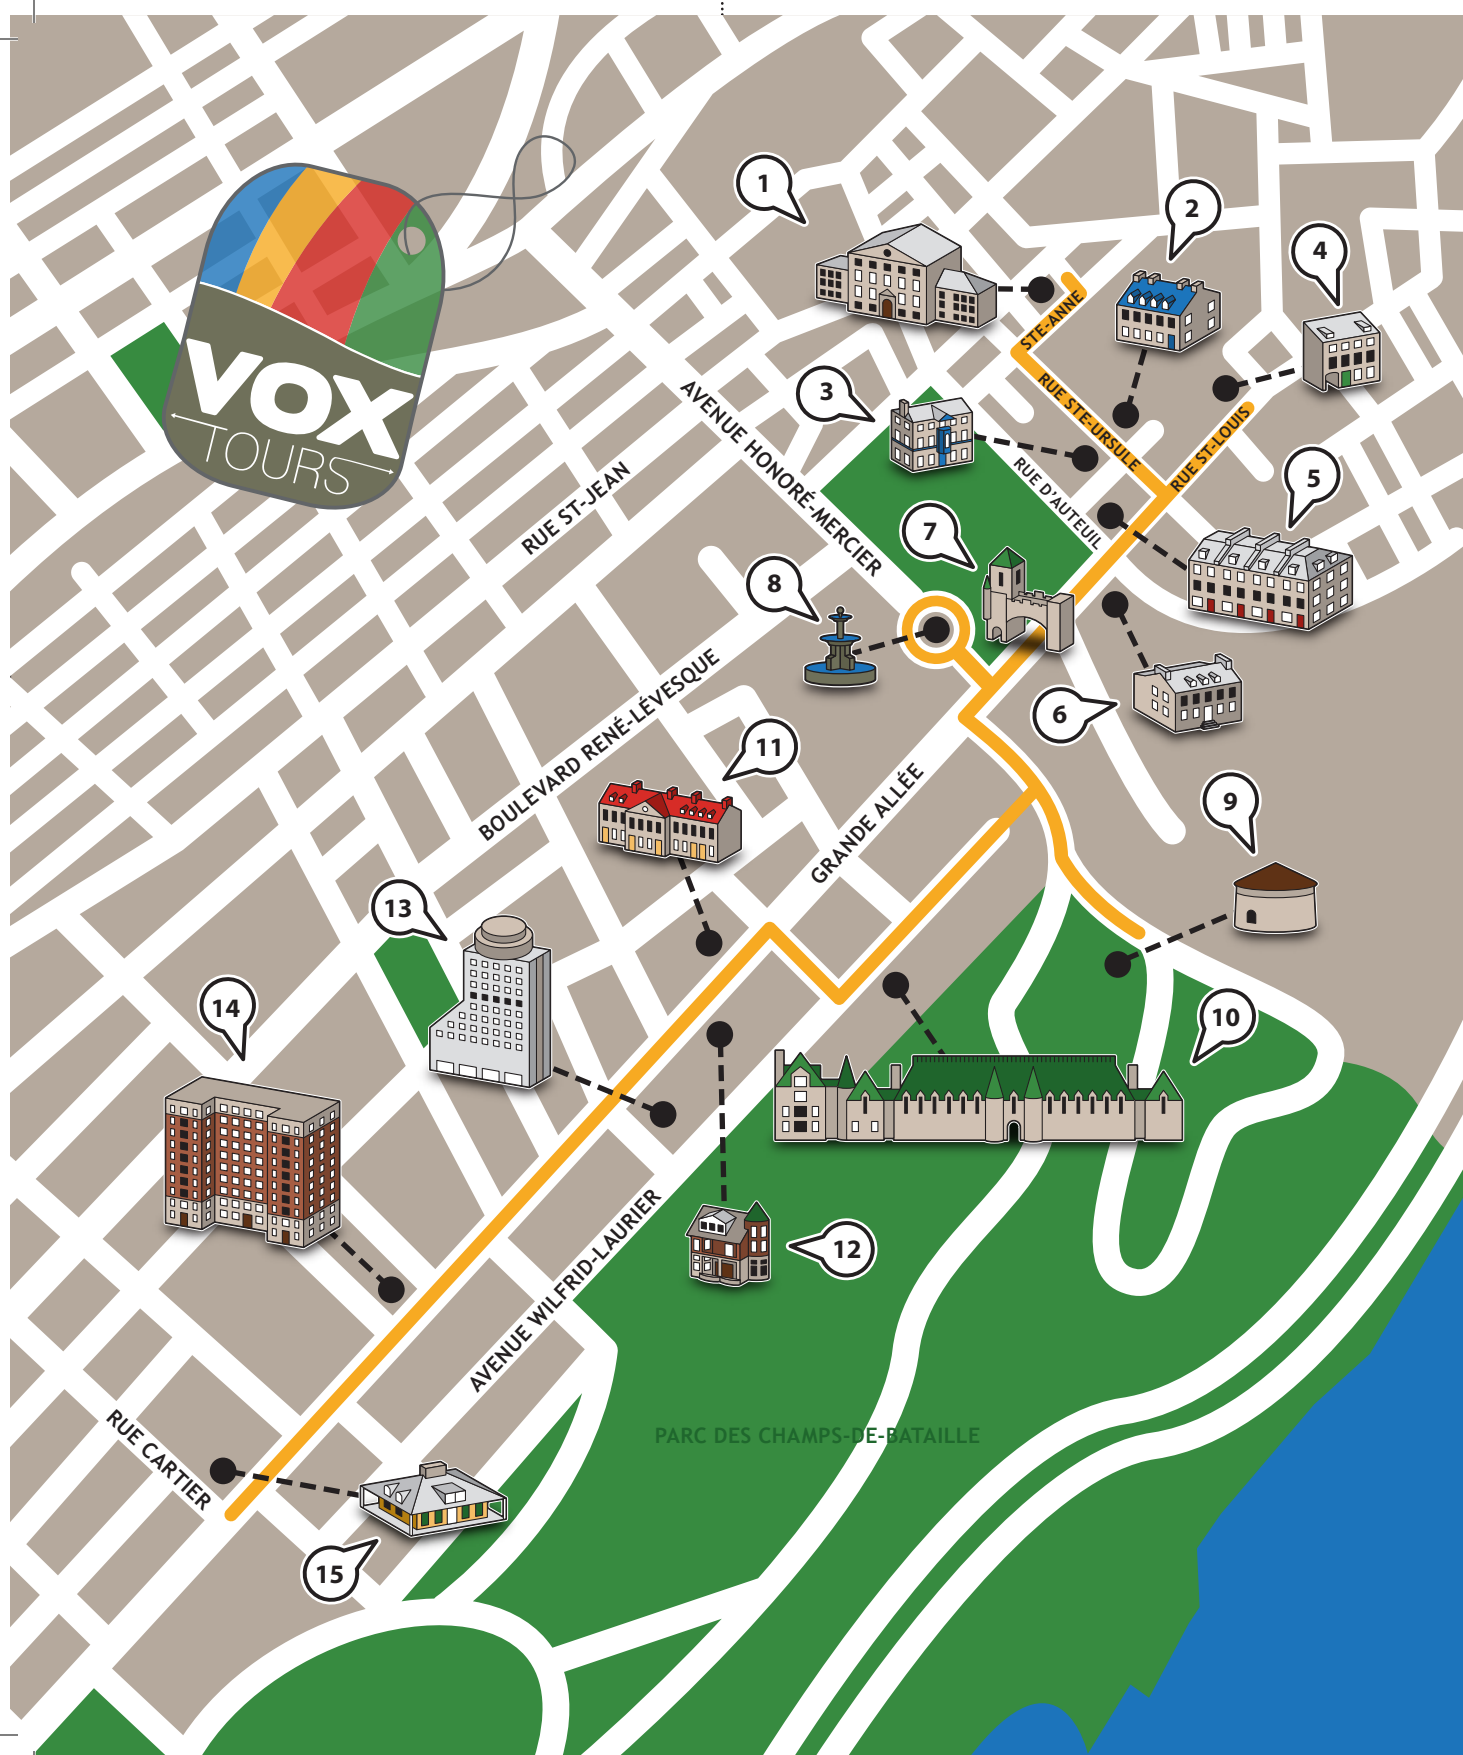 1
2
4
STE-ANNE
3
RUE STE-URSULE
RUE ST-LOUIS
VOX
TOURS
AVENUE HONORÉ-MERCIER
RUE ST-JEAN
RUE D'AUTEUIL
5
7
8
6
BOULEVARD RENÉ-LÉVESQUE
11
GRANDE ALLÉE
9
13
14
10
AVENUE WILFRID-LAURIER
12
PARC DES CHAMPS-DE-BATAILLE
RUE CARTIER
15